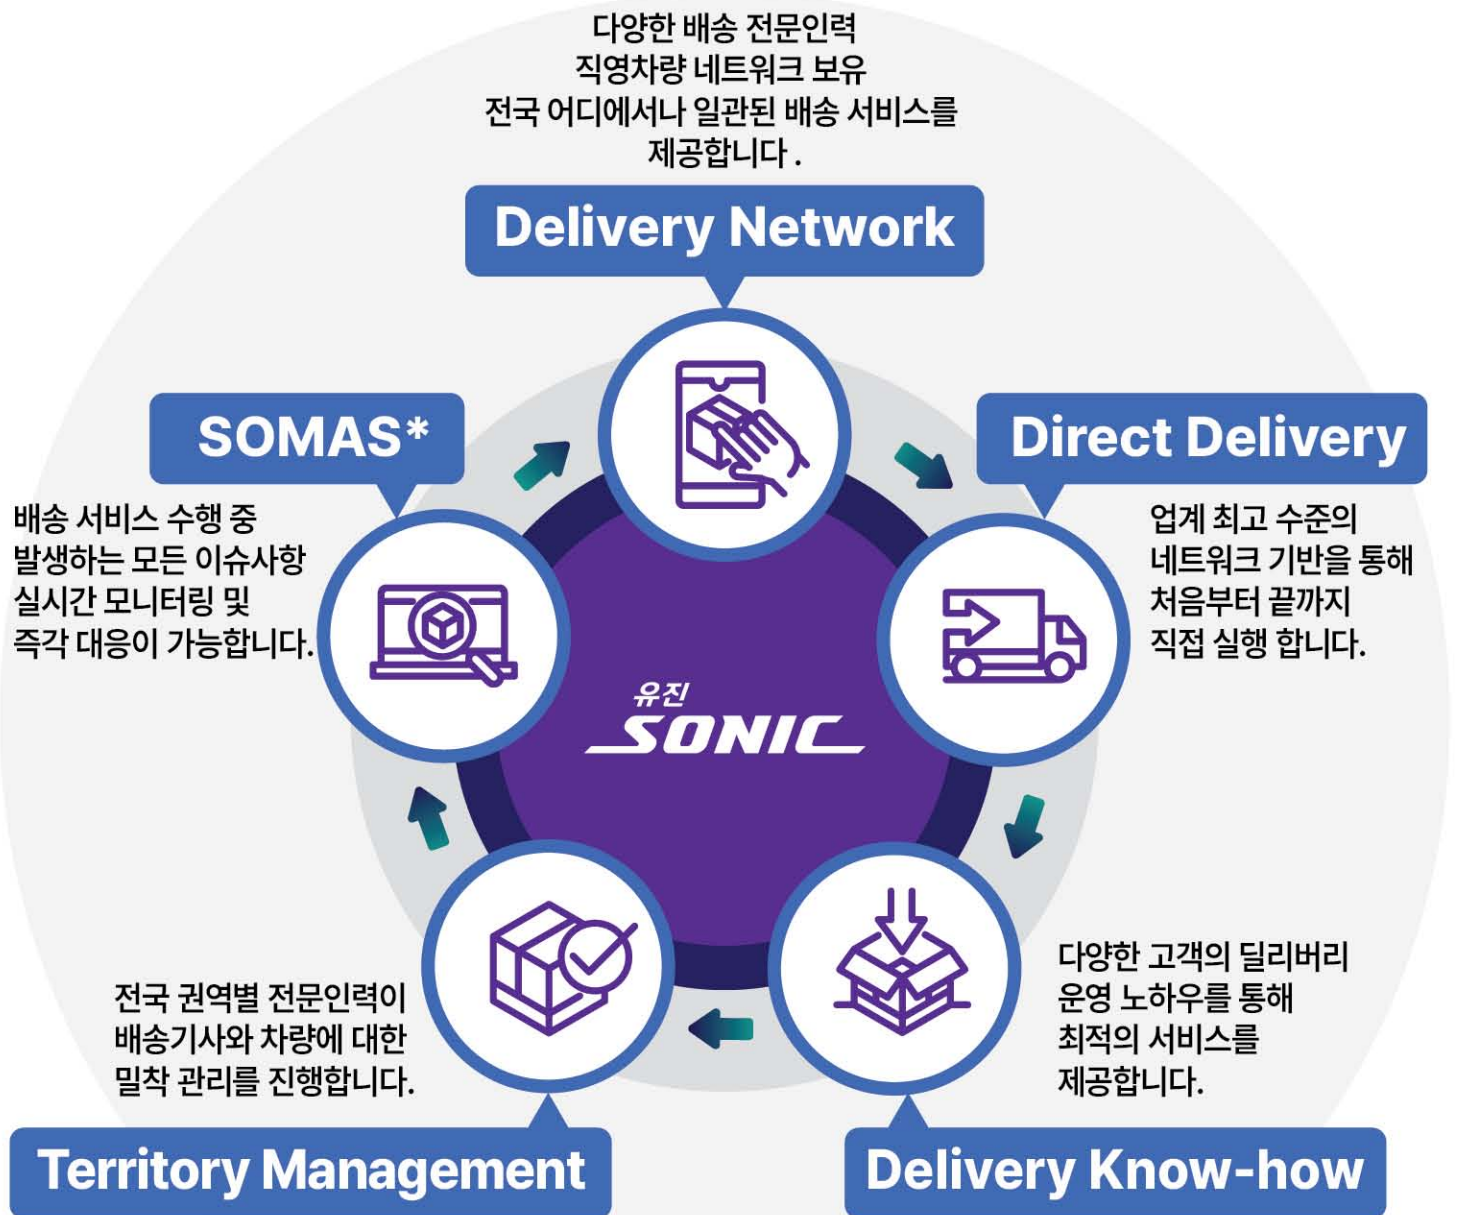 다양한 배송 전문인력
직영차량 네트워크 보유
전국 어디에서나 일관된 배송 서비스를
제공합니다 .
Delivery Network
SOMAS*
배송 서비스 수행 중
발생하는 모든 이슈사항
실시간 모니터링 및
즉각 대응이 가능합니다.
Direct Delivery
업계 최고 수준의
네트워크 기반을 통해
처음부터 끝까지
직접 실행 합니다.
유진
SONIC
전국 권역별 전문인력이
배송기사와 차량에 대한
밀착 관리를 진행합니다.
Territory Management
다양한 고객의 딜리버리
운영 노하우를 통해
최적의 서비스를
제공합니다.
Delivery Know-how